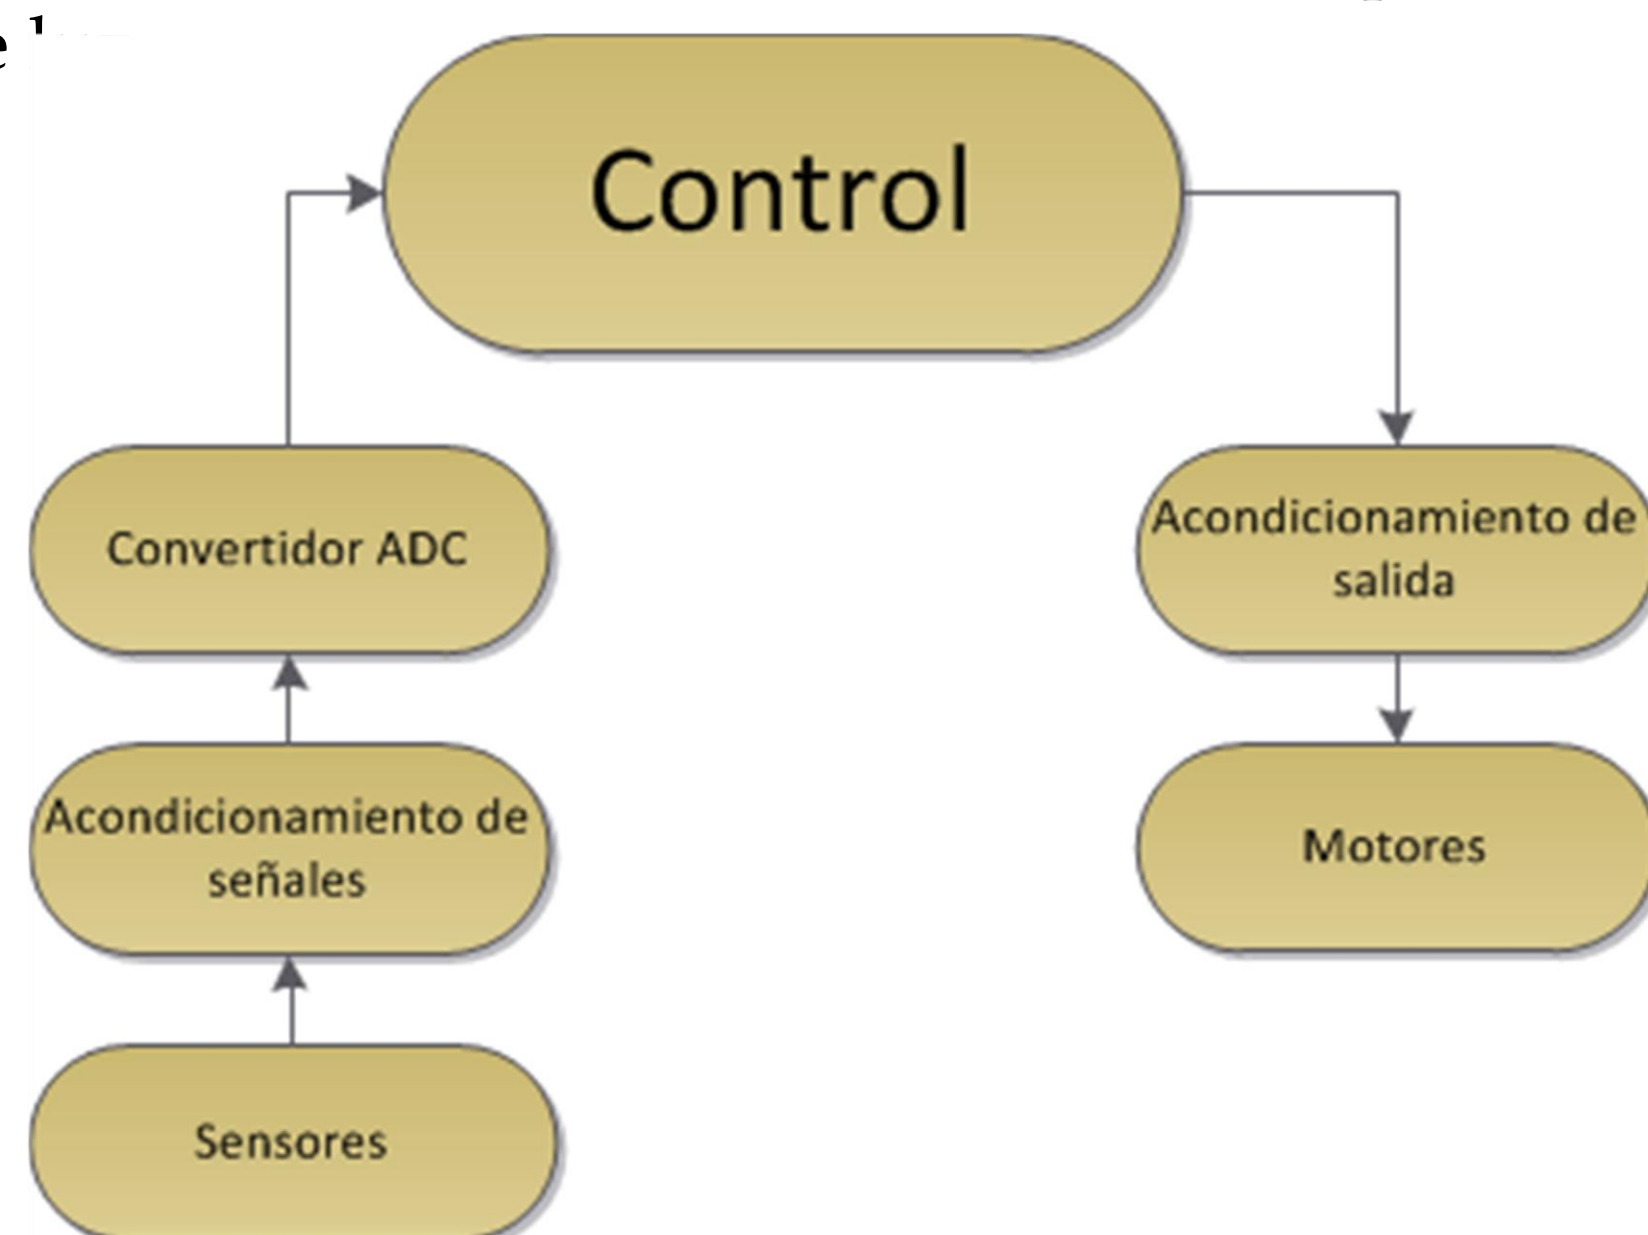 Control
Convertidor ADC
Acondicionamiento de
salida
Acondicionamiento de
señales
Motores
Sensores